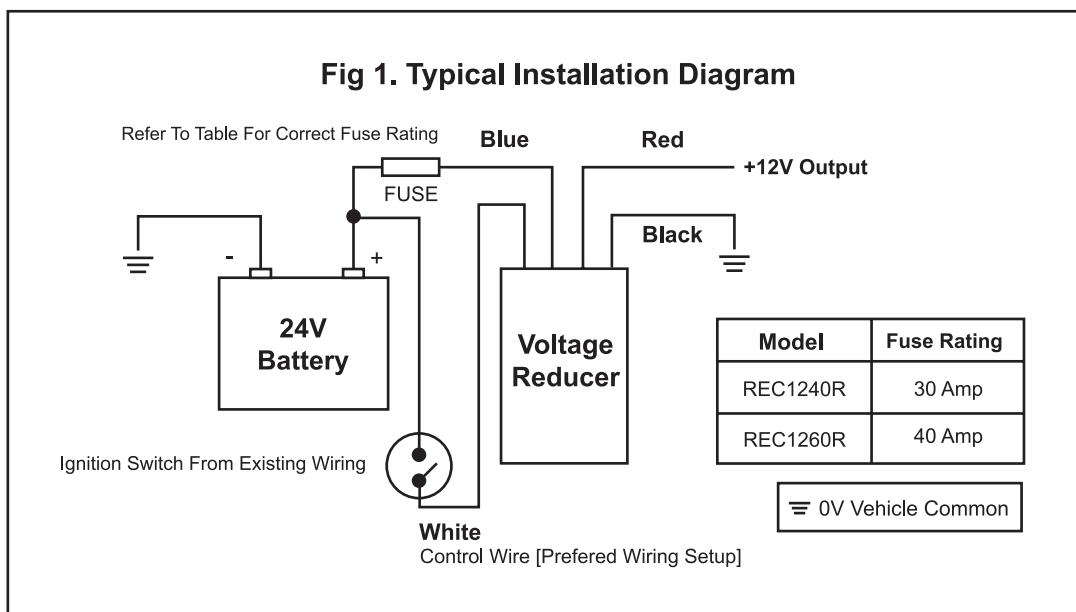 Fig 1. Typical Installation Diagram
Refer To Table For Correct Fuse Rating
Blue
Red
FUSE
+12V Output
Black
-
+
24V
Battery
Voltage
Reducer
Model Fuse Rating
REC1240R 30 Amp
REC1260R 40 Amp
Ignition Switch From Existing Wiring
0V Vehicle Common
White
Control Wire [Prefered Wiring Setup]